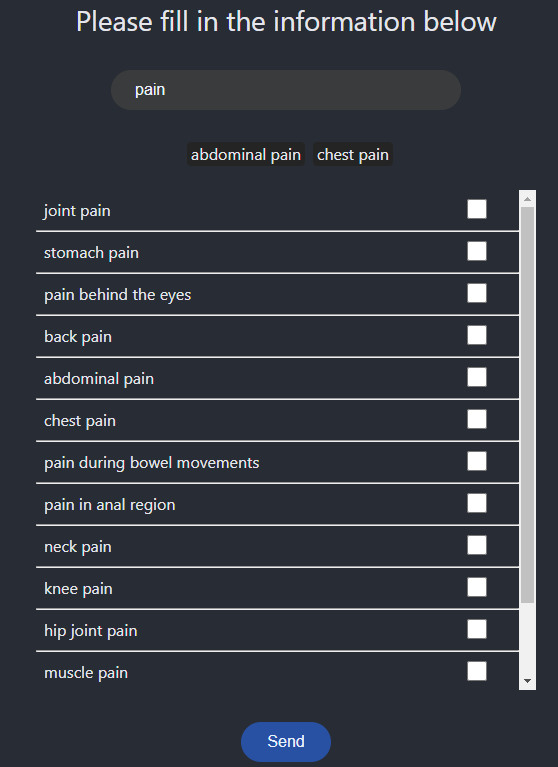 Please fill in the information below
pain
abdominal pain chest pain
joint pain
stomach pain
pain behind the eyes
back pain
abdominal pain
chest pain
pain during bowel movements
pain in anal region
neck pain
knee pain
hip joint pain
muscle pain
Send